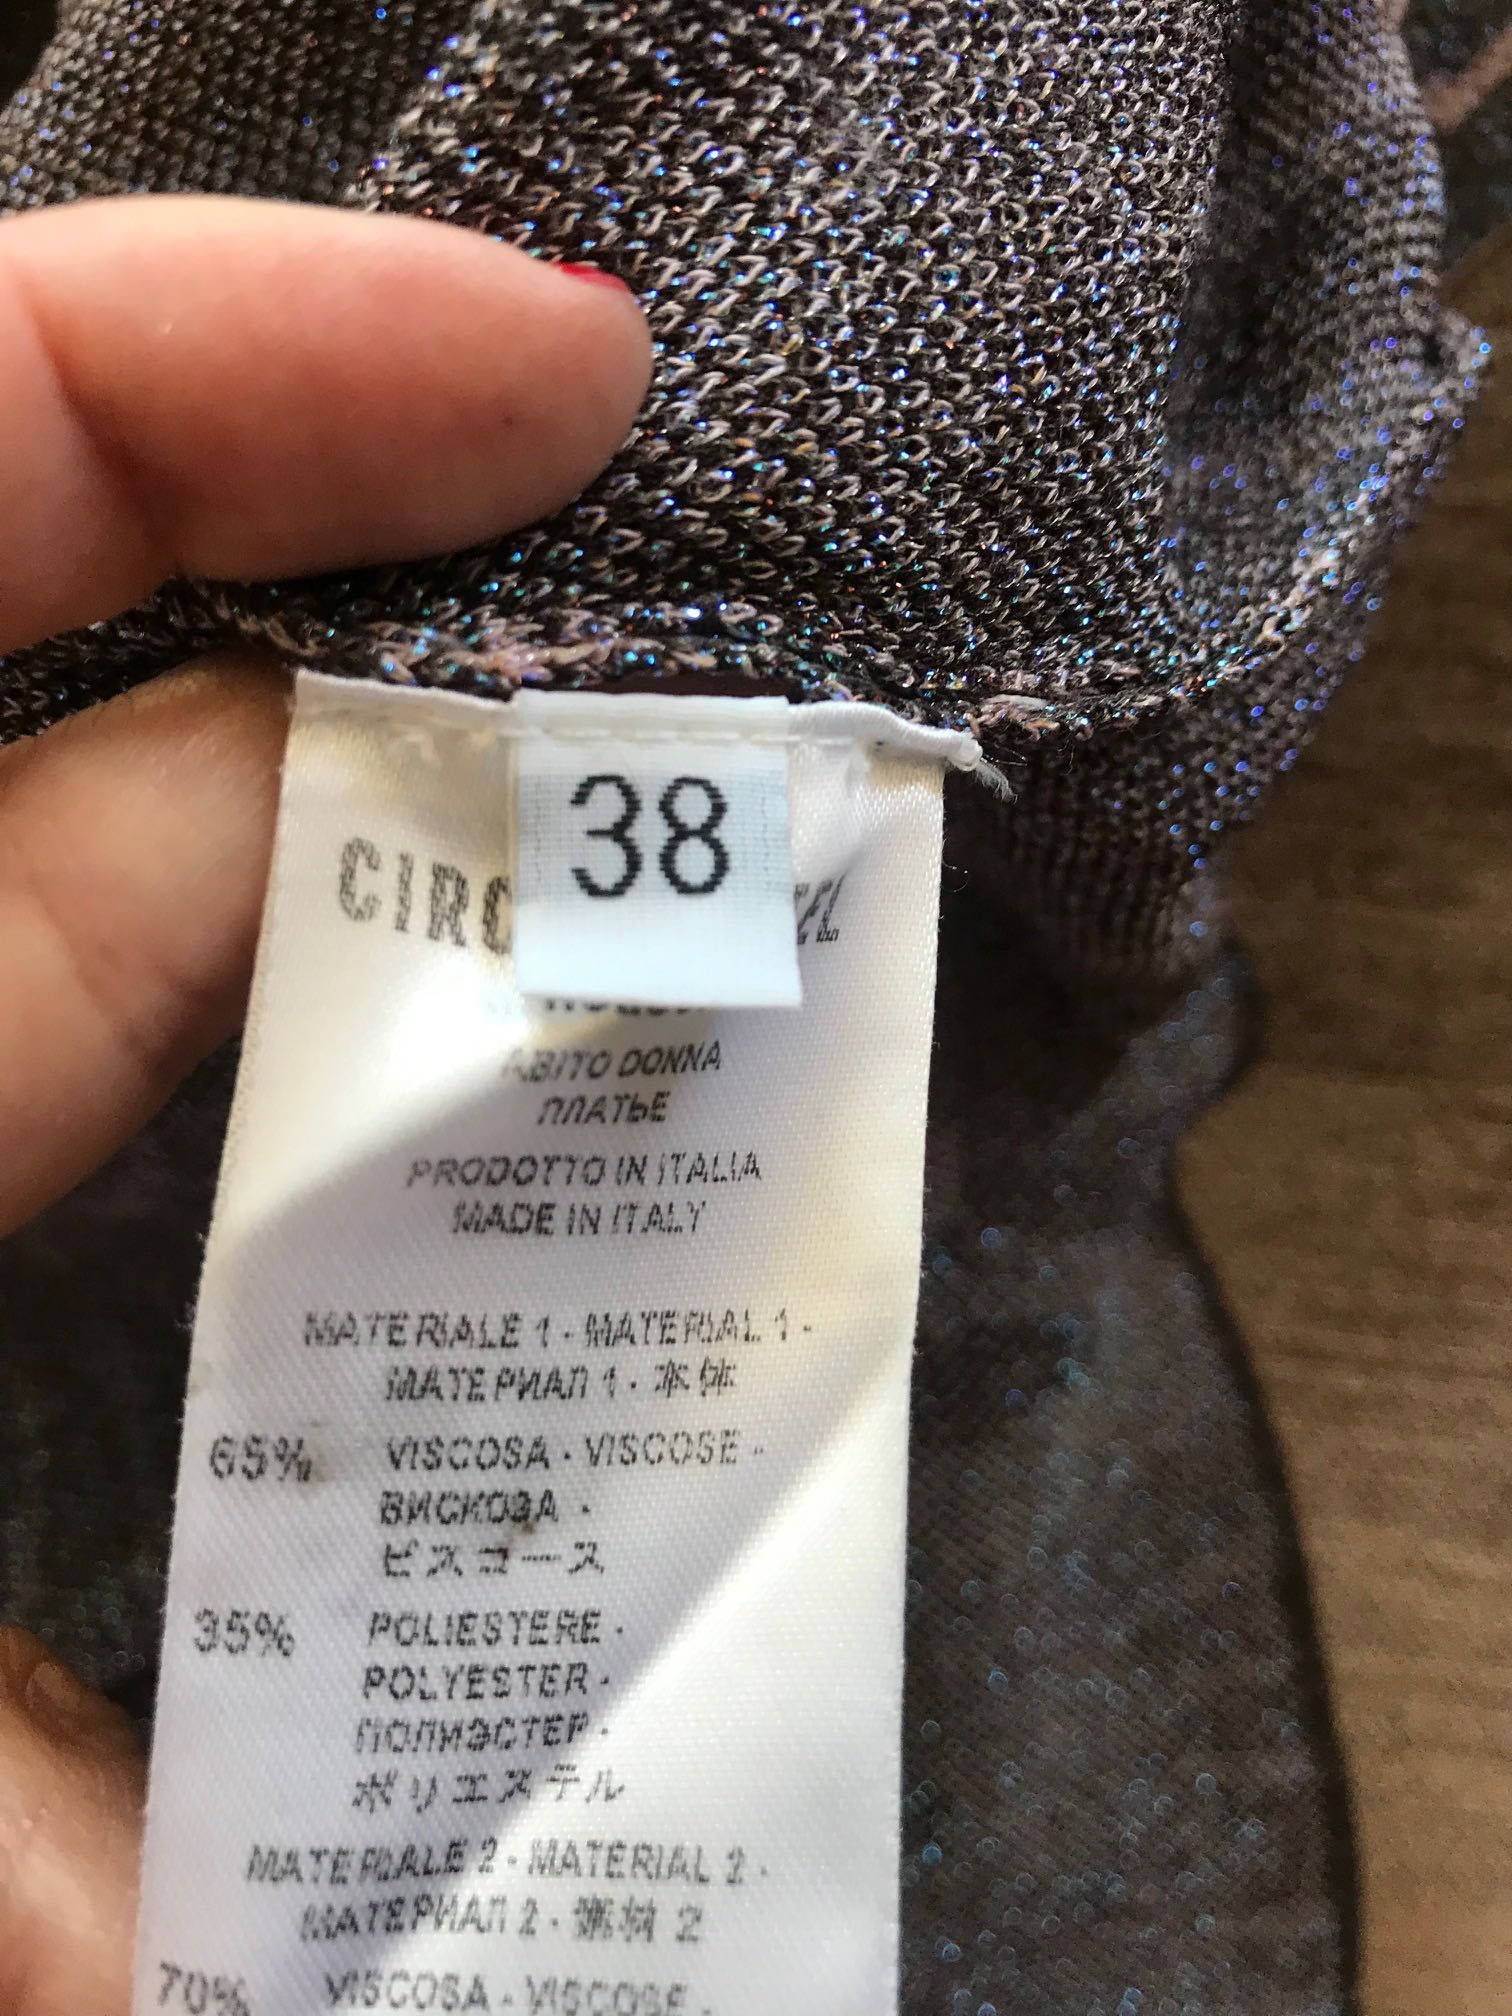 38
ABITO DONNA
ПЛАТЬЕ
PRODOTTO IN ITALIA
MADE IN ITALY
MATERIALE 1 - MATERIAL 1 -
МАТЕРИАЛ 1 - 本体
65% VISCOSA - VISCOSE -
ВИСКОЗА -
ビスコース
35% POLIESTERE -
POLYESTER -
ПОЛИЭСТЕР -
ポリエステル
MATERIALE 2 - MATERIAL 2 -
МАТЕРИАЛ 2 - 素材 2
70% VISCOSA - VISCOSE -